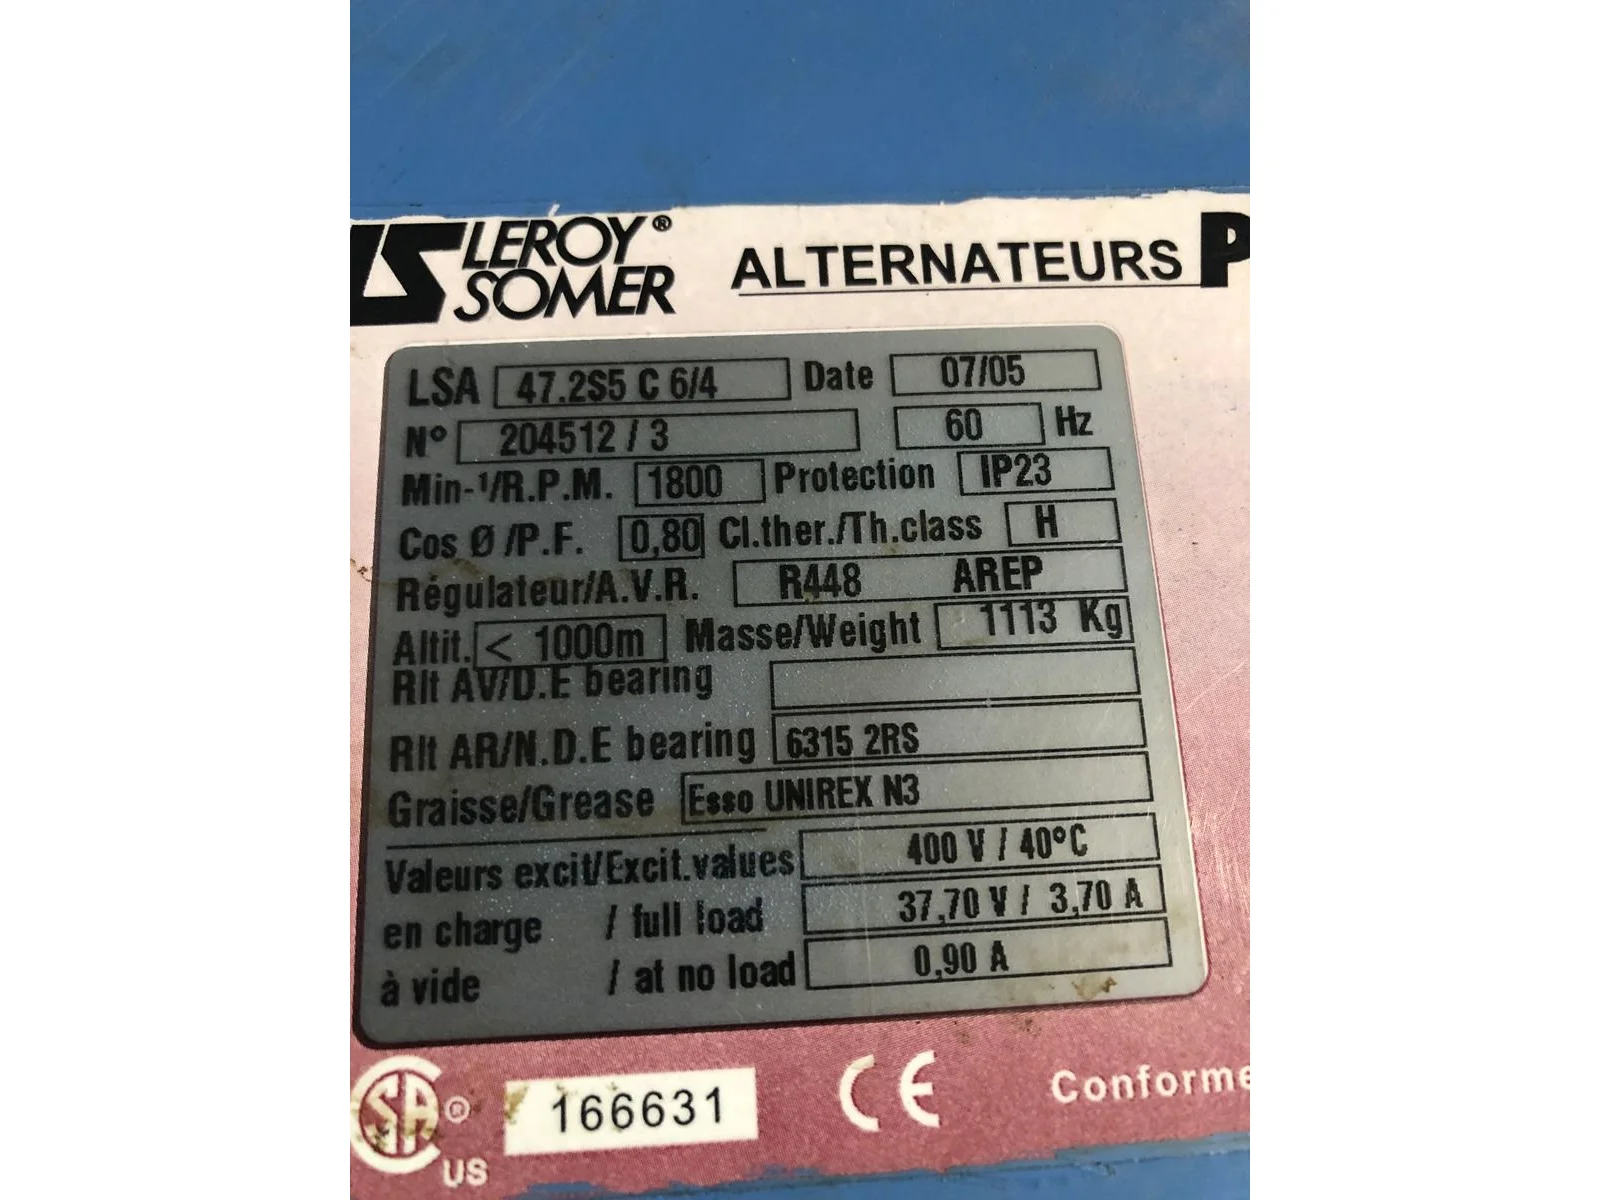 LEROY® ALTERNATEURS P
SOMER
LSA 47.2S5 C 6/4 Date 07/05
N° 204512 / 3 60 Hz
Min-¹/R.P.M. 1800 Protection IP23
Cos Ø /P.F. 0,80 Cl.ther./Th.class H
Régulateur/A.V.R. R448 AREP
Altit. < 1000m Masse/Weight 1113 Kg
Rlt AV/D.E bearing
Rlt AR/N.D.E bearing 6315 2RS
Graisse/Grease Esso UNIREX N3
Valeurs excit/Excit.values 400 V / 40°C
en charge / full load 37,70 V / 3,70 A
à vide / at no load 0,90 A
CSA® US 166631 CE Conforme